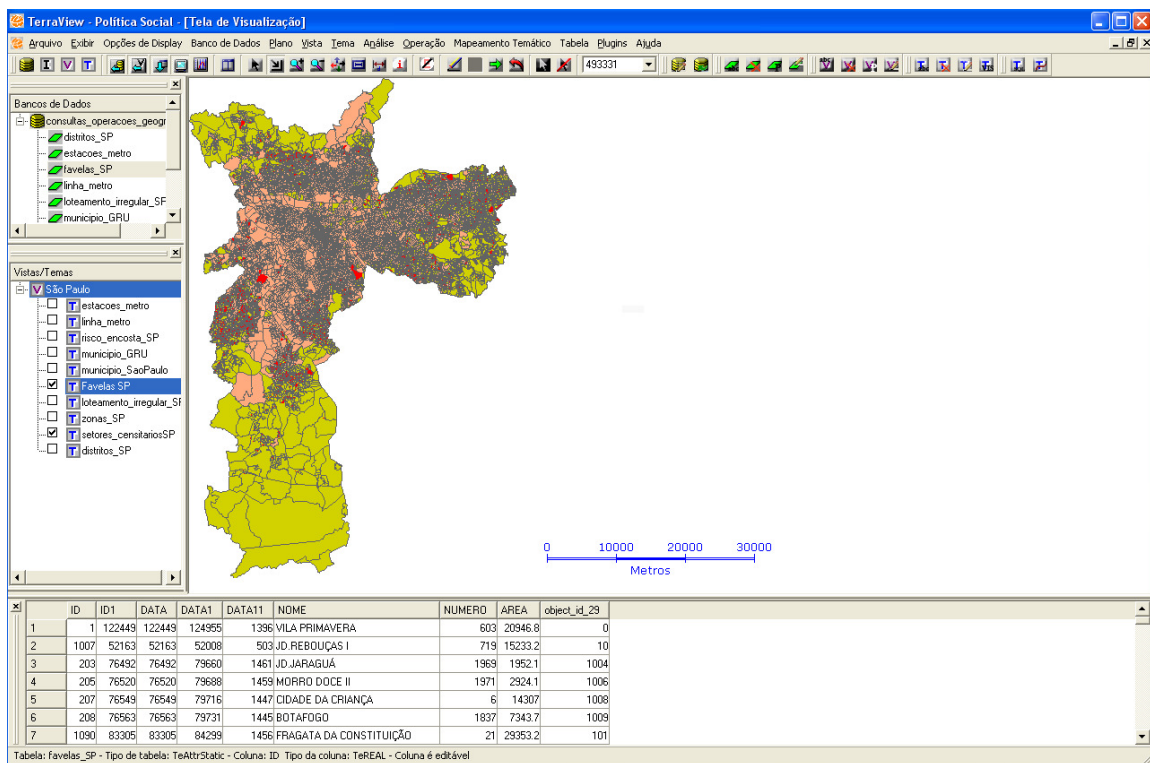 TerraView - Política Social - [Tela de Visualização]
Arquivo Exibir Opções de Display Banco de Dados Plano Vista Tema Análise Operação Mapeamento Temático Tabela Plugins Ajuda
I V T 493331
Bancos de Dados
consultas_operacoes_geogr
distritos_SP
estacoes_metro
favelas_SP
linha_metro
loteamento_irregular_SF
municipio_GRU
Vistas/Temas
V São Paulo
T estacoes_metro
T linha_metro
T risco_encosta_SP
T municipio_GRU
T municipio_SaoPaulo
T Favelas SP
T loteamento_irregular_SF
T zonas_SP
T setores_censitariosSP
T distritos_SP
0 10000 20000 30000
Metros
ID ID1 DATA DATA1 DATA11 NOME NUMERO AREA object_id_29
1 1 122449 122449 124955 1396 VILA PRIMAVERA 603 20946.8 0
2 1007 52163 52163 52008 503 JD.REBOUÇAS I 719 15233.2 10
3 203 76492 76492 79660 1461 JD.JARAGUÁ 1969 1952.1 1004
4 205 76520 76520 79688 1459 MORRO DOCE II 1971 2924.1 1006
5 207 76549 76549 79716 1447 CIDADE DA CRIANÇA 6 14307 1008
6 208 76563 76563 79731 1445 BOTAFOGO 1837 7343.7 1009
7 1090 83305 83305 84299 1456 FRAGATA DA CONSTITUIÇÃO 21 29353.2 101
Tabela: favelas_SP - Tipo de tabela: TeAttrStatic - Coluna: ID Tipo da coluna: TeREAL - Coluna é editável